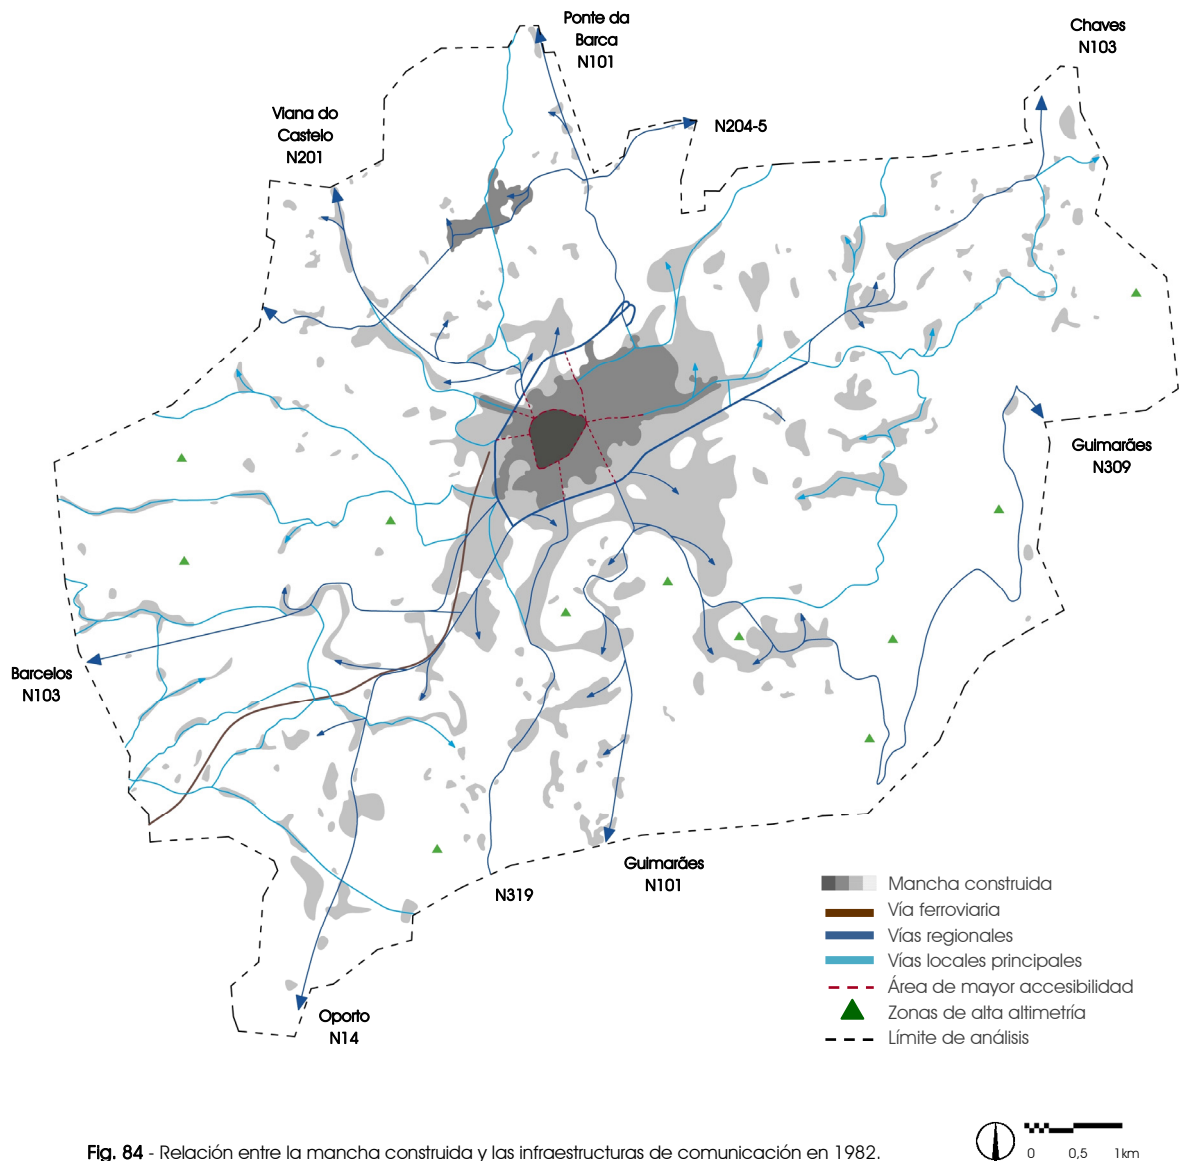 Ponte da
Barca
N101
Chaves
N103
Viana do
Castelo
N201
N204-5
Guimarães
N309
Barcelos
N103
Guimarães
N101
N319
Oporto
N14
Mancha construida
Vía ferroviaria
Vías regionales
Vías locales principales
Área de mayor accesibilidad
Zonas de alta altimetría
Límite de análisis
0 0,5 1km
Fig. 84 - Relación entre la mancha construida y las infraestructuras de comunicación en 1982.